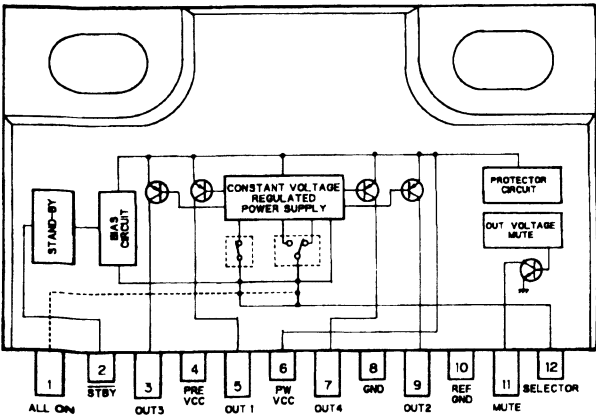 STAND-BY
BIAS
CIRCUIT
CONSTANT VOLTAGE
REGULATED
POWER SUPPLY
PROTECTOR
CIRCUIT
OUT VOLTAGE
MUTE
1
2
3
4
5
6
7
8
9
10
11
12
ALL ON
STBY
OUT3
PRE
VCC
OUT 1
PW
VCC
OUT4
GND
OUT2
REF
GND
MUTE
SELECTOR